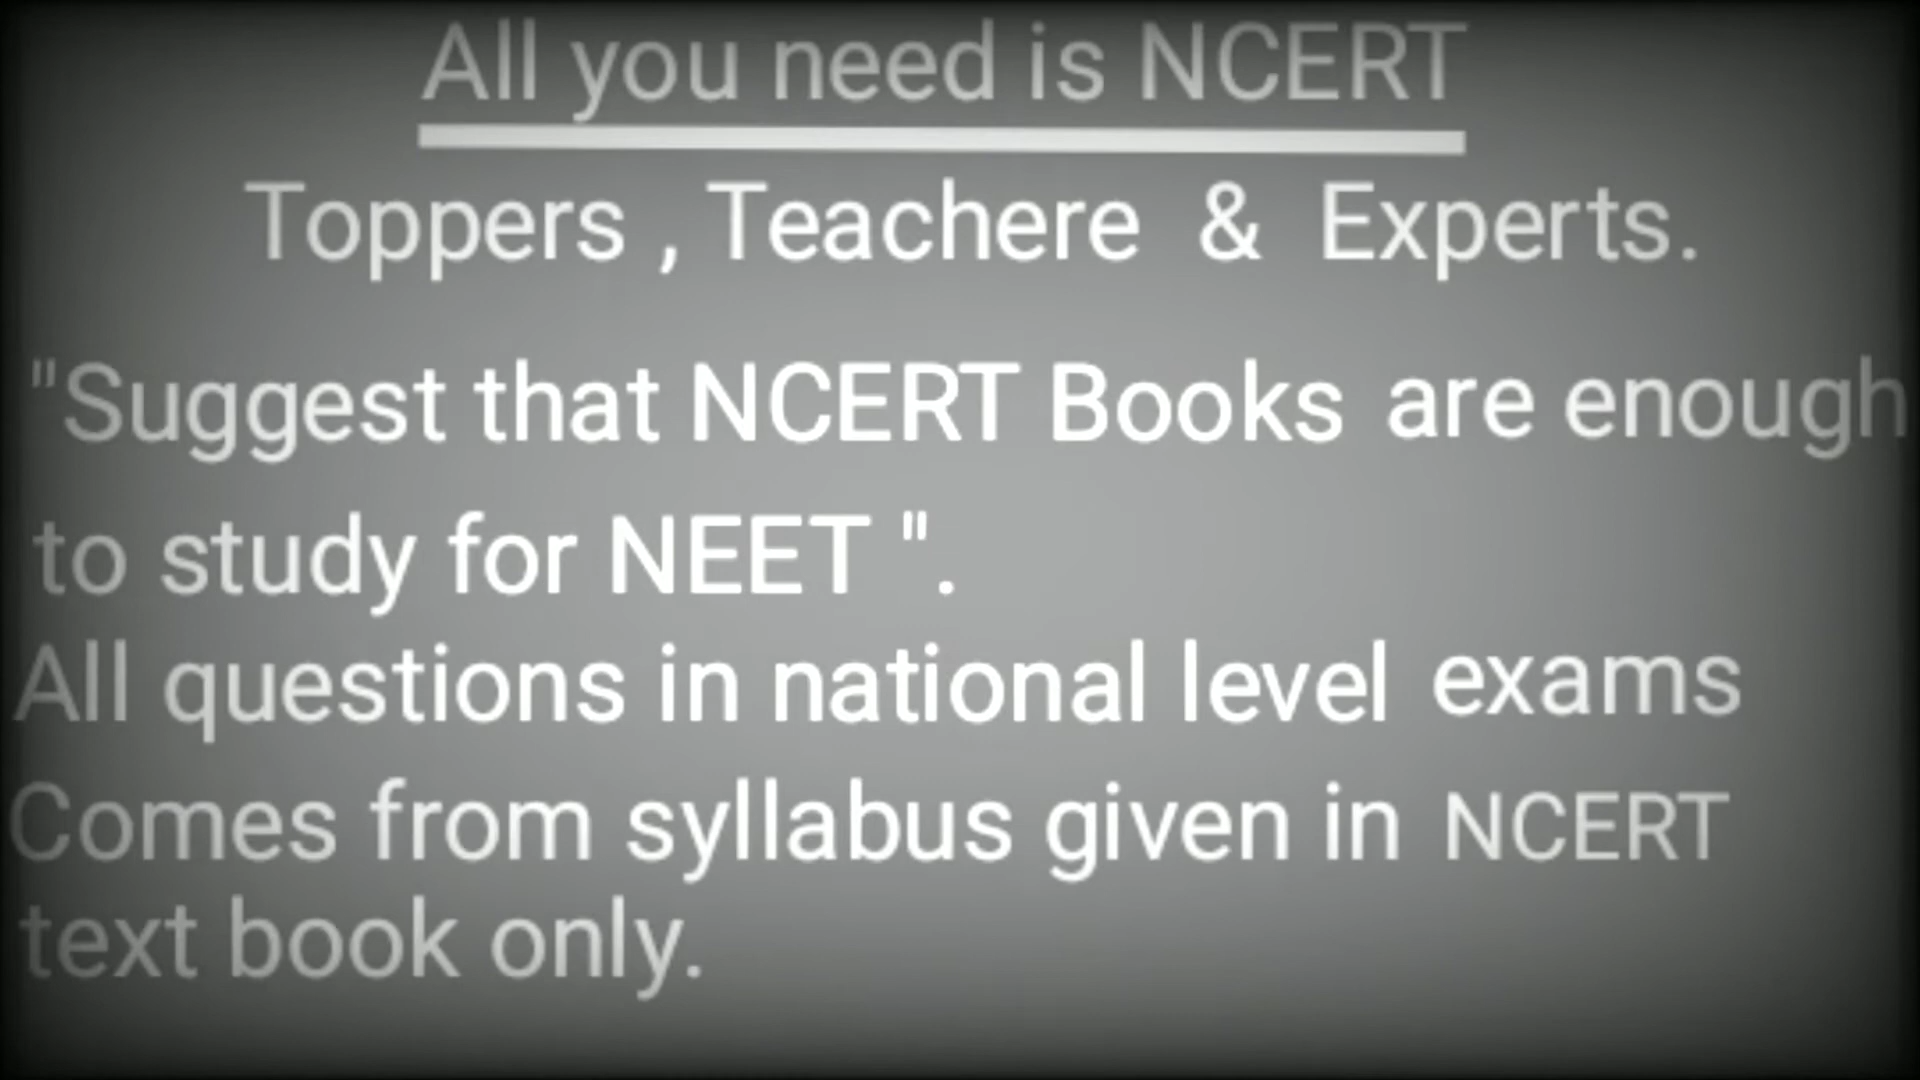 All you need is NCERT
Toppers , Teachere & Experts.
"Suggest that NCERT Books are enough
to study for NEET ".
All questions in national level exams
Comes from syllabus given in NCERT
text book only.